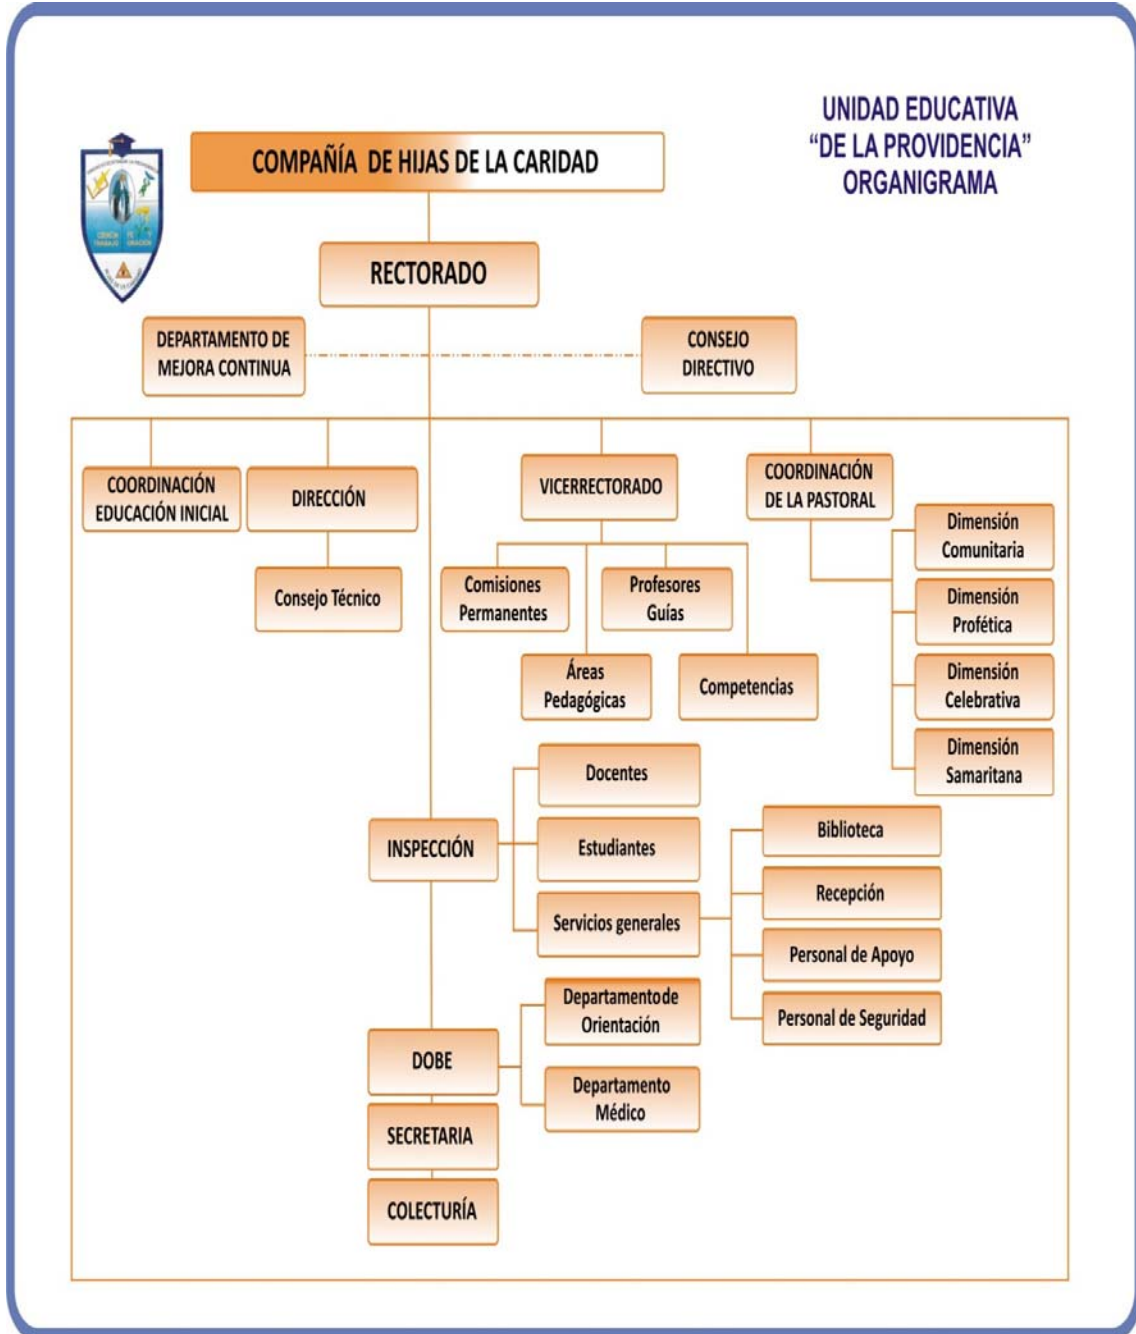 UNIDAD EDUCATIVA
“DE LA PROVIDENCIA”
ORGANIGRAMA
COMPAÑÍA DE HIJAS DE LA CARIDAD
RECTORADO
DEPARTAMENTO DE
MEJORA CONTINUA
CONSEJO
DIRECTIVO
COORDINACIÓN
EDUCACIÓN INICIAL
DIRECCIÓN
VICERRECTORADO
COORDINACIÓN
DE LA PASTORAL
Consejo Técnico
Comisiones
Permanentes
Profesores
Guías
Áreas
Pedagógicas
Competencias
Dimensión
Comunitaria
Dimensión
Profética
Dimensión
Celebrativa
Dimensión
Samaritana
INSPECCIÓN
Docentes
Estudiantes
Servicios generales
Biblioteca
Recepción
Personal de Apoyo
Personal de Seguridad
DOBE
Departamento de
Orientación
Departamento
Médico
SECRETARIA
COLECTURÍA